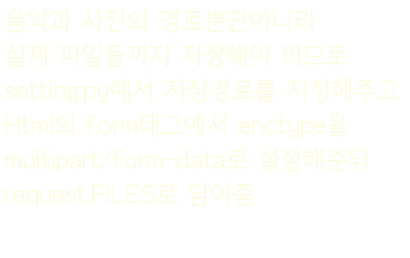 음악과 사진의 경로뿐만아니라
실제 파일들까지 저장해야 하므로
setting.py에서 저장경로를 지정해주고
Html의 form태그에서 enctype을
multipart/form-data로 설정해준뒤
request.FILES로 담아줌